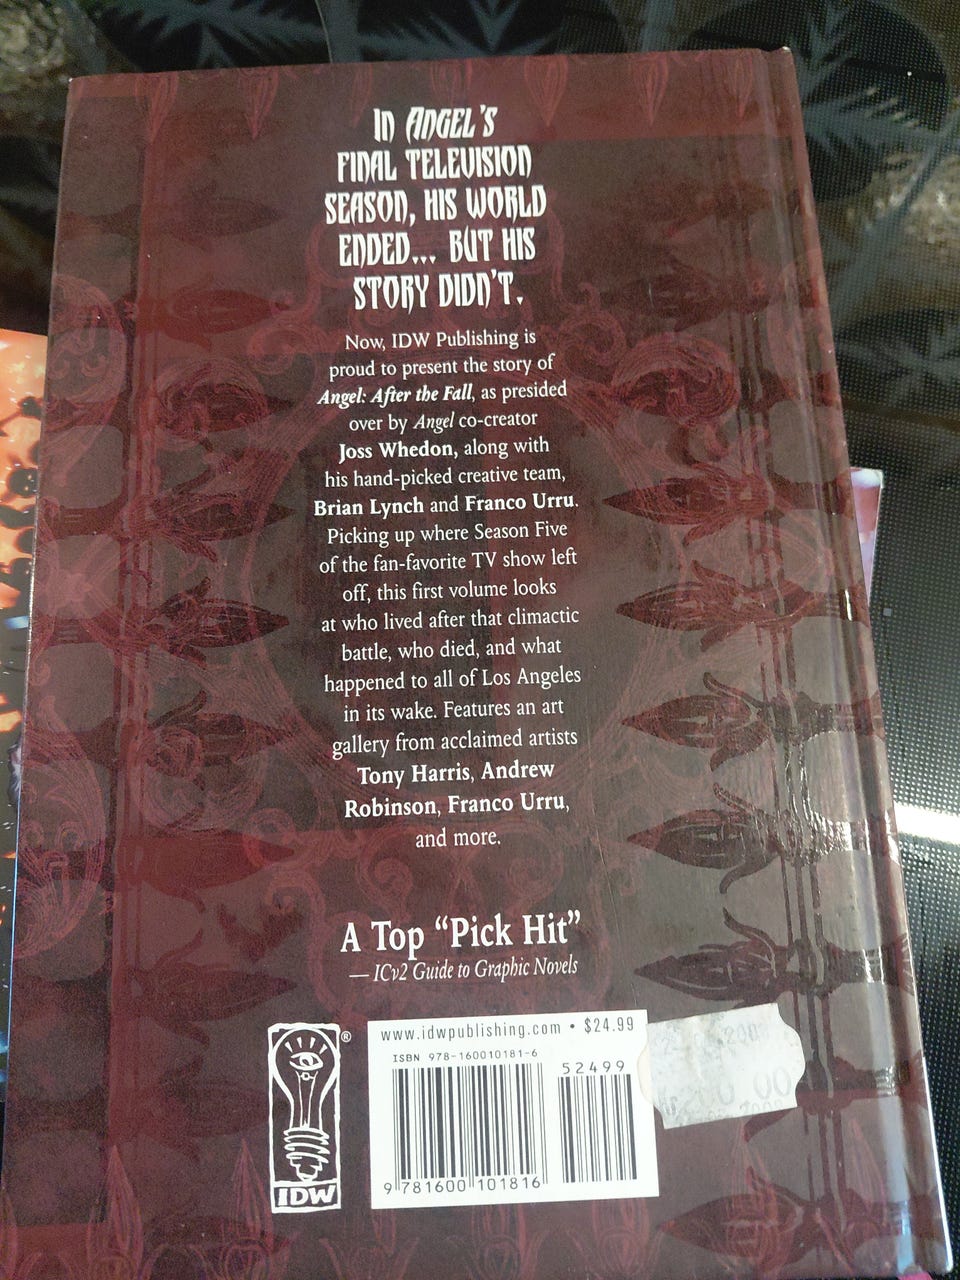 In Angel's
final television
season, his world
ended... but his
story didn't.
Now, IDW Publishing is
proud to present the story of
Angel: After the Fall, as presided
over by Angel co-creator
Joss Whedon, along with
his hand-picked creative team,
Brian Lynch and Franco Urru.
Picking up where Season Five
of the fan-favorite TV show left
off, this first volume looks
at who lived after that climactic
battle, who died, and what
happened to all of Los Angeles
in its wake. Features an art
gallery from acclaimed artists
Tony Harris, Andrew
Robinson, Franco Urru,
and more.
A Top “Pick Hit”
— ICv2 Guide to Graphic Novels
IDW ®
www.idwpublishing.com • $24.99
ISBN 978-160010181-6
52499
9 781600 101816